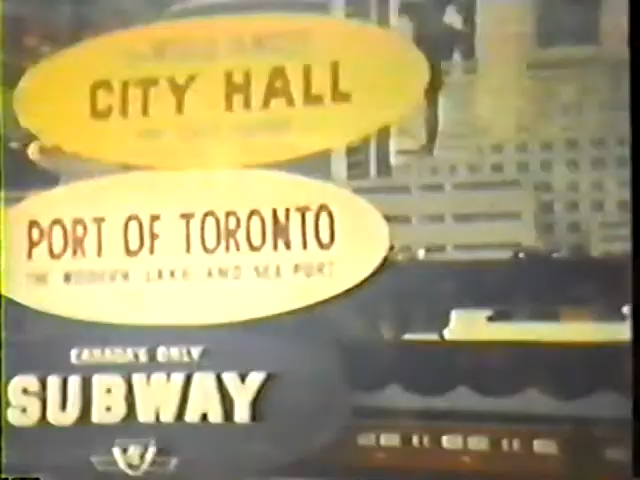 CITY HALL
PORT OF TORONTO
THE MODERN LAKE AND SEA PORT
CANADA'S ONLY
SUBWAY